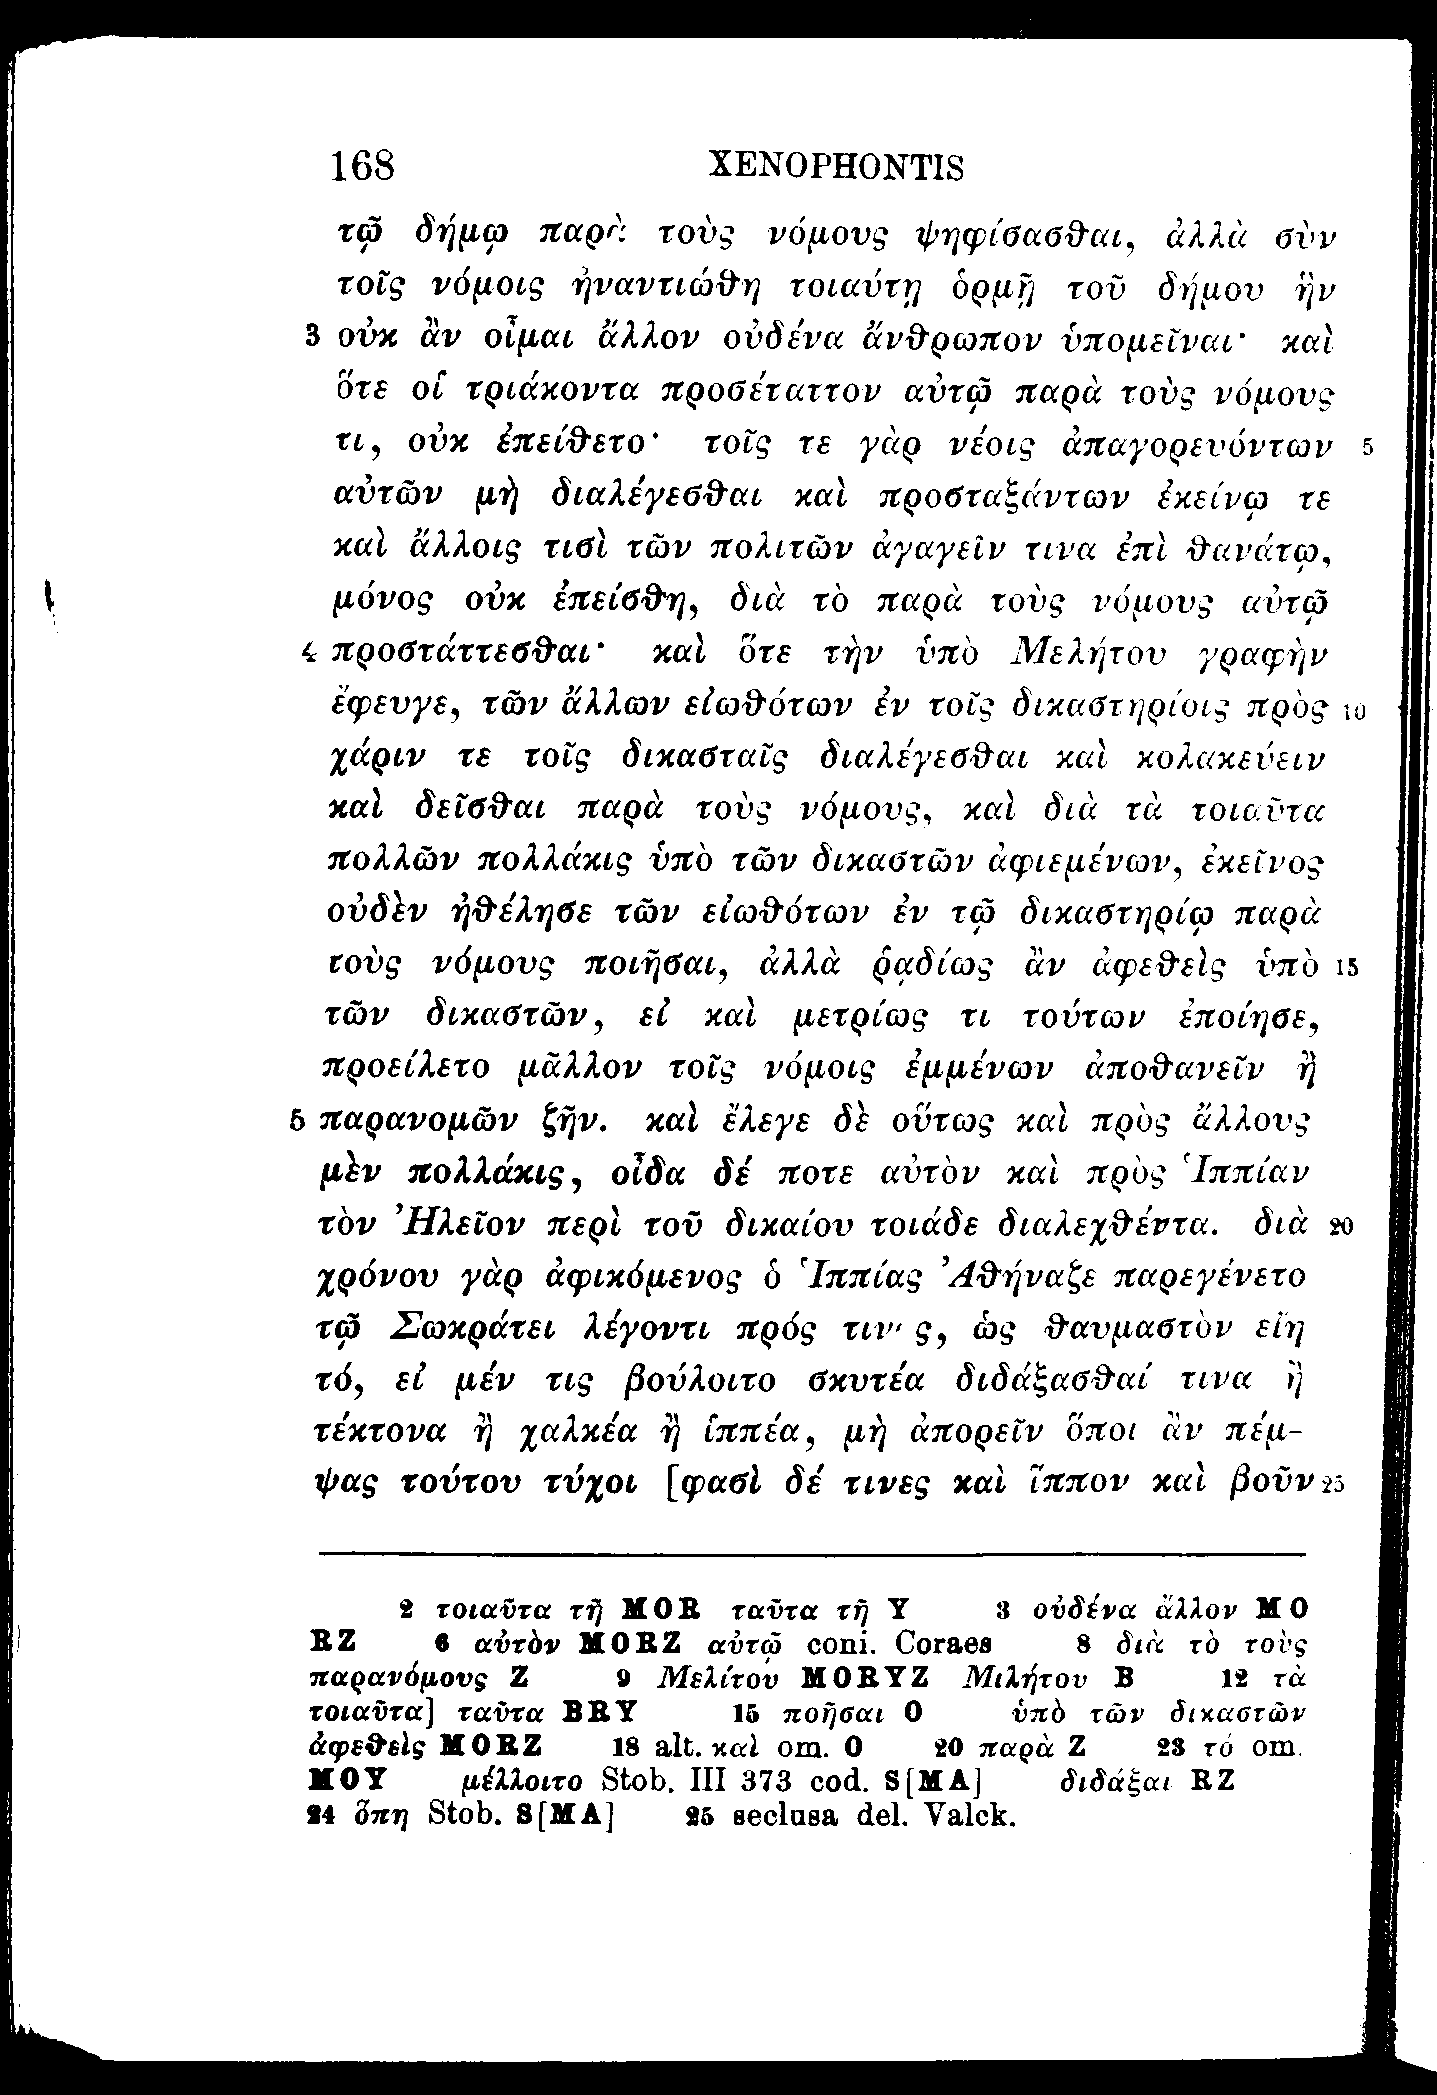 168 XENOPHONTIS
τῷ δήμῳ παρὰ τοὺς νόμους ψηφίσασθαι, ἀλλὰ σὺν
τοῖς νόμοις ἠναντιώθη τοιαύτῃ ὁρμῇ τοῦ δήμου ἣν
3 οὐκ ἂν οἶμαι ἄλλον οὐδένα ἄνθρωπον ὑπομεῖναι· καὶ
ὅτε οἱ τριάκοντα προσέταττον αὐτῷ παρὰ τοὺς νόμους
τι, οὐκ ἐπείθετο· τοῖς τε γὰρ νέοις ἀπαγορευόντων 5
αὐτῶν μὴ διαλέγεσθαι καὶ προσταξάντων ἐκείνῳ τε
καὶ ἄλλοις τισὶ τῶν πολιτῶν ἀγαγεῖν τινα ἐπὶ θανάτῳ,
μόνος οὐκ ἐπείσθη, διὰ τὸ παρὰ τοὺς νόμους αὐτῷ
4 προστάττεσθαι· καὶ ὅτε τὴν ὑπὸ Μελήτου γραφὴν
ἔφευγε, τῶν ἄλλων εἰωθότων ἐν τοῖς δικαστηρίοις πρὸς 10
χάριν τε τοῖς δικασταῖς διαλέγεσθαι καὶ κολακεύειν
καὶ δεῖσθαι παρὰ τοὺς νόμους, καὶ διὰ τὰ τοιαῦτα
πολλῶν πολλάκις ὑπὸ τῶν δικαστῶν ἀφιεμένων, ἐκεῖνος
οὐδὲν ἠθέλησε τῶν εἰωθότων ἐν τῷ δικαστηρίῳ παρὰ
τοὺς νόμους ποιῆσαι, ἀλλὰ ῥᾳδίως ἂν ἀφεθεὶς ὑπὸ 15
τῶν δικαστῶν, εἰ καὶ μετρίως τι τούτων ἐποίησε,
προείλετο μᾶλλον τοῖς νόμοις ἐμμένων ἀποθανεῖν ἢ
5 παρανομῶν ζῆν. καὶ ἔλεγε δὲ οὕτως καὶ πρὸς ἄλλους
μὲν πολλάκις, οἶδα δέ ποτε αὐτὸν καὶ πρὸς Ἱππίαν
τὸν Ἠλεῖον περὶ τοῦ δικαίου τοιάδε διαλεχθέντα. διὰ 20
χρόνου γὰρ ἀφικόμενος ὁ Ἱππίας Ἀθήναζε παρεγένετο
τῷ Σωκράτει λέγοντι πρός τινας, ὡς θαυμαστὸν εἴη
τό, εἰ μέν τις βούλοιτο σκυτέα διδάξασθαί τινα ἢ
τέκτονα ἢ χαλκέα ἢ ἱππέα, μὴ ἀπορεῖν ὅποι ἂν πέμ-
ψας τούτου τύχοι [φασὶ δέ τινες καὶ ἵππον καὶ βοῦν 25
2 τοιαῦτα τῇ MOR ταῦτα τῇ Y 3 οὐδένα ἄλλον MO
RZ 6 αὐτὸν MORZ αὐτῷ coni. Coraes 8 διὰ τὸ τοὺς
παρανόμους Z 9 Μελίτου MORYZ Μιλήτου B 12 τὰ
τοιαῦτα] ταῦτα BRY 15 ποῆσαι O ὑπὸ τῶν δικαστῶν
ἀφεθεὶς MORZ 18 alt. καὶ om. O 20 παρὰ Z 23 τό om.
MOY μέλλοιτο Stob. III 373 cod. S[MA] διδάξαι RZ
24 ὅπη Stob. S[MA] 25 seclusa del. Valck.